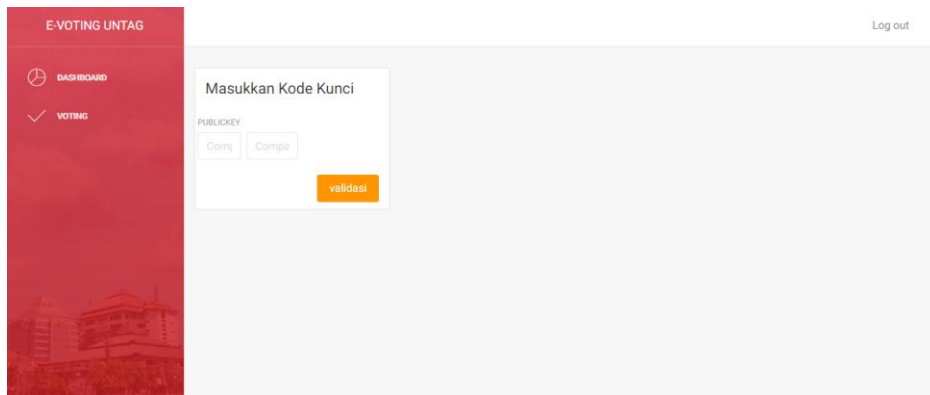 E-VOTING UNTAG
Log out
DASHBOARD
VOTING
Masukkan Kode Kunci
PUBLICKEY
validasi